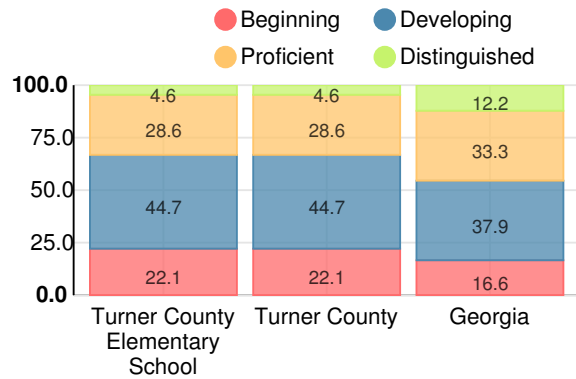 Beginning
Developing
Proficient
Distinguished
100.0
75.0
50.0
25.0
0.0
4.6
28.6
44.7
22.1
4.6
28.6
44.7
22.1
12.2
33.3
37.9
16.6
Turner County
Elementary
School
Turner County
Georgia